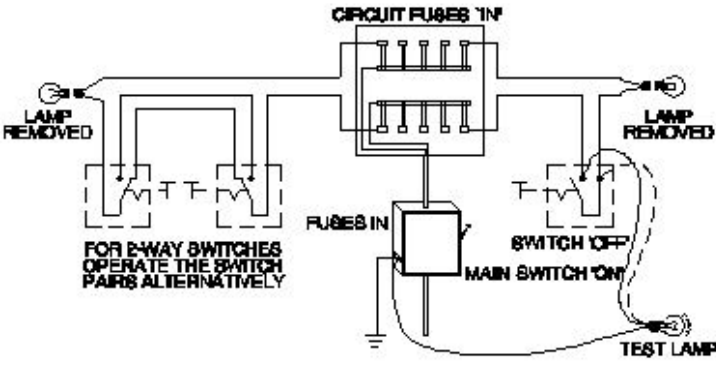 CIRCUIT FUSES 'IN'
LAMP
REMOVED
LAMP
REMOVED
FUSES IN
SWITCH 'OFF'
FOR 2-WAY SWITCHES
OPERATE THE SWITCH
PAIRS ALTERNATIVELY
MAIN SWITCH 'ON'
TEST LAMP